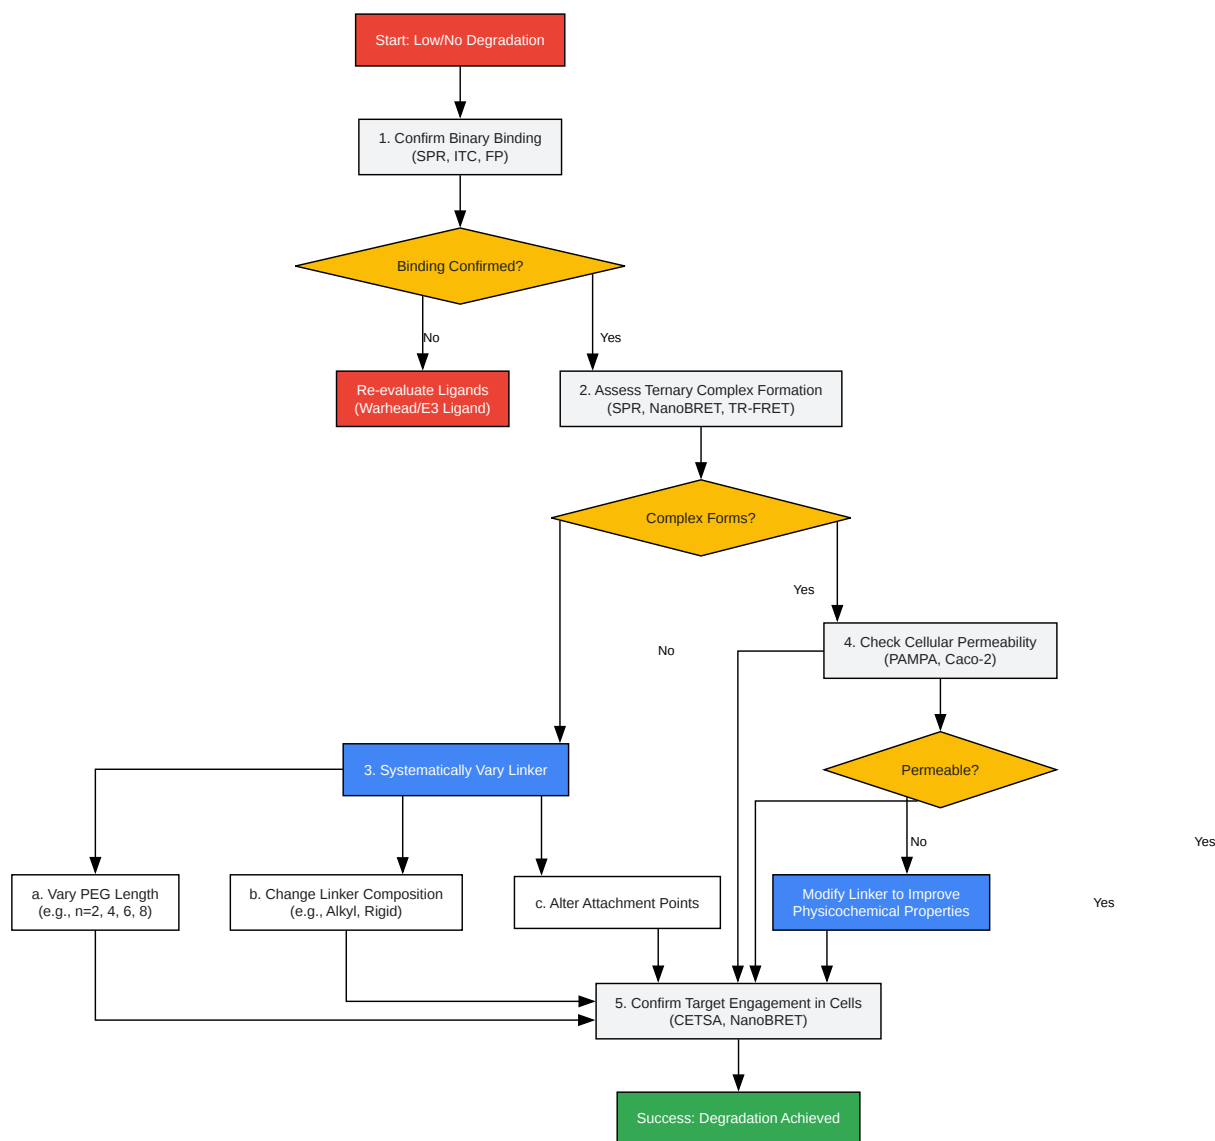 Start: Low/No Degradation
1. Confirm Binary Binding
(SPR, ITC, FP)
Binding Confirmed?
No
Yes
Re-evaluate Ligands
(Warhead/E3 Ligand)
2. Assess Ternary Complex Formation
(SPR, NanoBRET, TR-FRET)
Complex Forms?
Yes
No
4. Check Cellular Permeability
(PAMPA, Caco-2)
3. Systematically Vary Linker
Permeable?
No
Yes
a. Vary PEG Length
(e.g., n=2, 4, 6, 8)
b. Change Linker Composition
(e.g., Alkyl, Rigid)
c. Alter Attachment Points
Modify Linker to Improve
Physicochemical Properties
Yes
5. Confirm Target Engagement in Cells
(CETSA, NanoBRET)
Success: Degradation Achieved